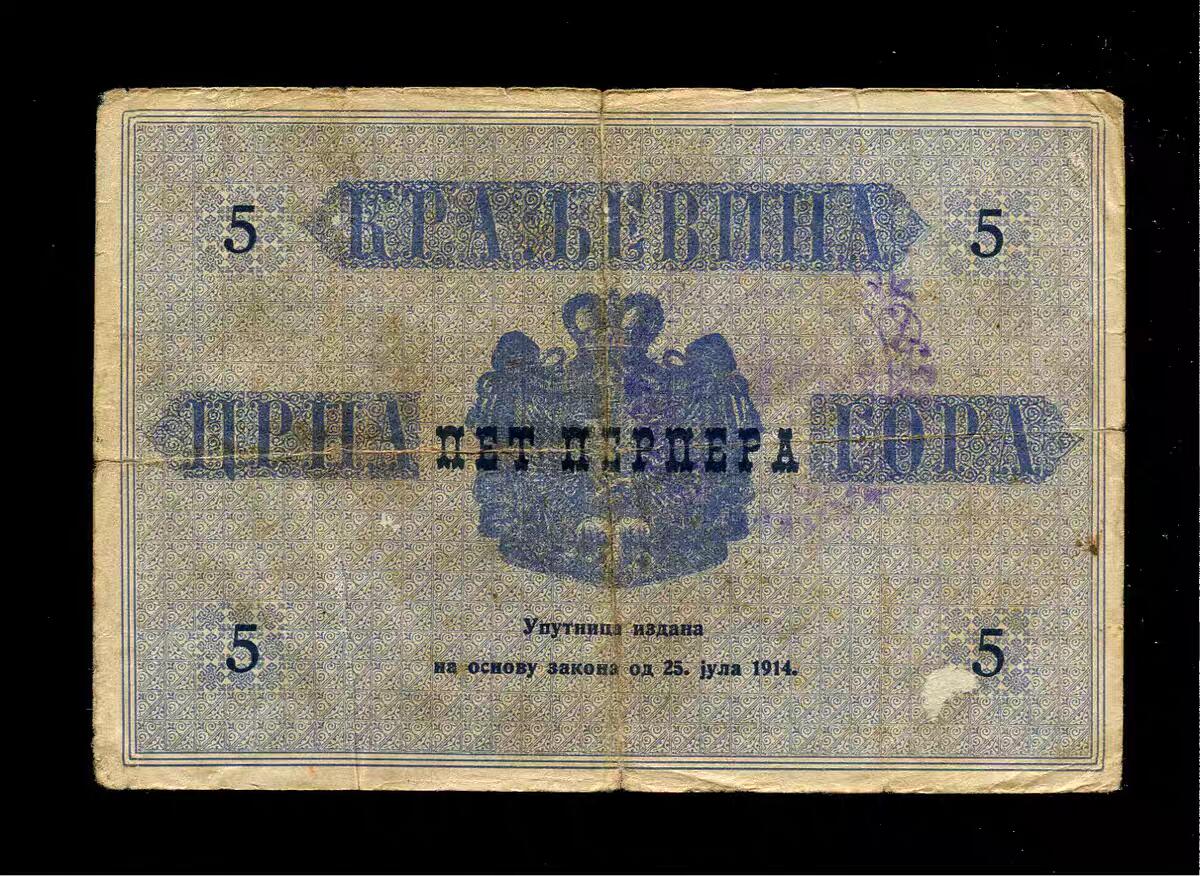 5 КРАЉЕВИНА 5
ЦРНА ПЕТ ПЕРПЕРА ГОРА
Упутница издана
на основу закона од 25. јула 1914.
5 5